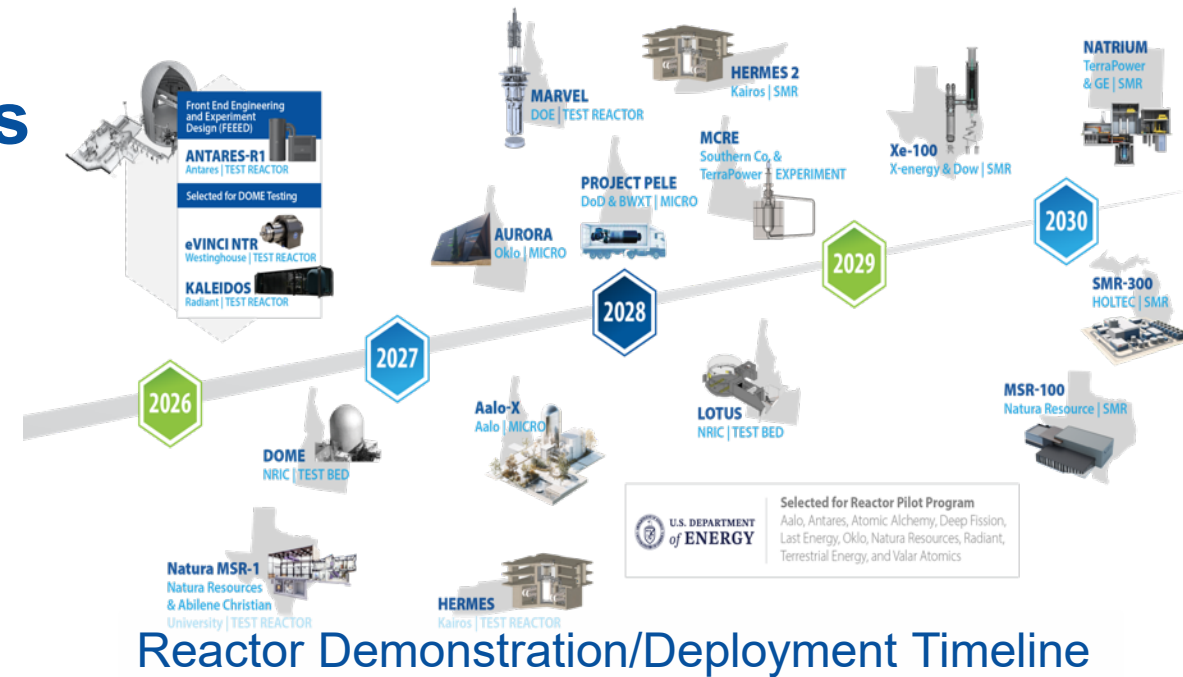 s
Front End Engineering
and Experiment
Design (FEEED)
ANTARES-R1
Antares | TEST REACTOR
Selected for DOME Testing
eVINCI NTR
Westinghouse | TEST REACTOR
KALEIDOS
Radiant | TEST REACTOR
MARVEL
DOE | TEST REACTOR
HERMES 2
Kairos | SMR
MCRE
Southern Co. &
TerraPower | EXPERIMENT
PROJECT PELE
DoD & BWXT | MICRO
AURORA
Oklo | MICRO
Xe-100
X-energy & Dow | SMR
NATRIUM
TerraPower
& GE | SMR
2026
2027
2028
2029
2030
SMR-300
HOLTEC | SMR
DOME
NRIC | TEST BED
Aalo-X
Aalo | MICRO
LOTUS
NRIC | TEST BED
MSR-100
Natura Resource | SMR
Natura MSR-1
Natura Resources
& Abilene Christian
University | TEST REACTOR
HERMES
Kairos | TEST REACTOR
U.S. DEPARTMENT
of ENERGY
Selected for Reactor Pilot Program
Aalo, Antares, Atomic Alchemy, Deep Fission,
Last Energy, Oklo, Natura Resources, Radiant,
Terrestrial Energy, and Valar Atomics
Reactor Demonstration/Deployment Timeline